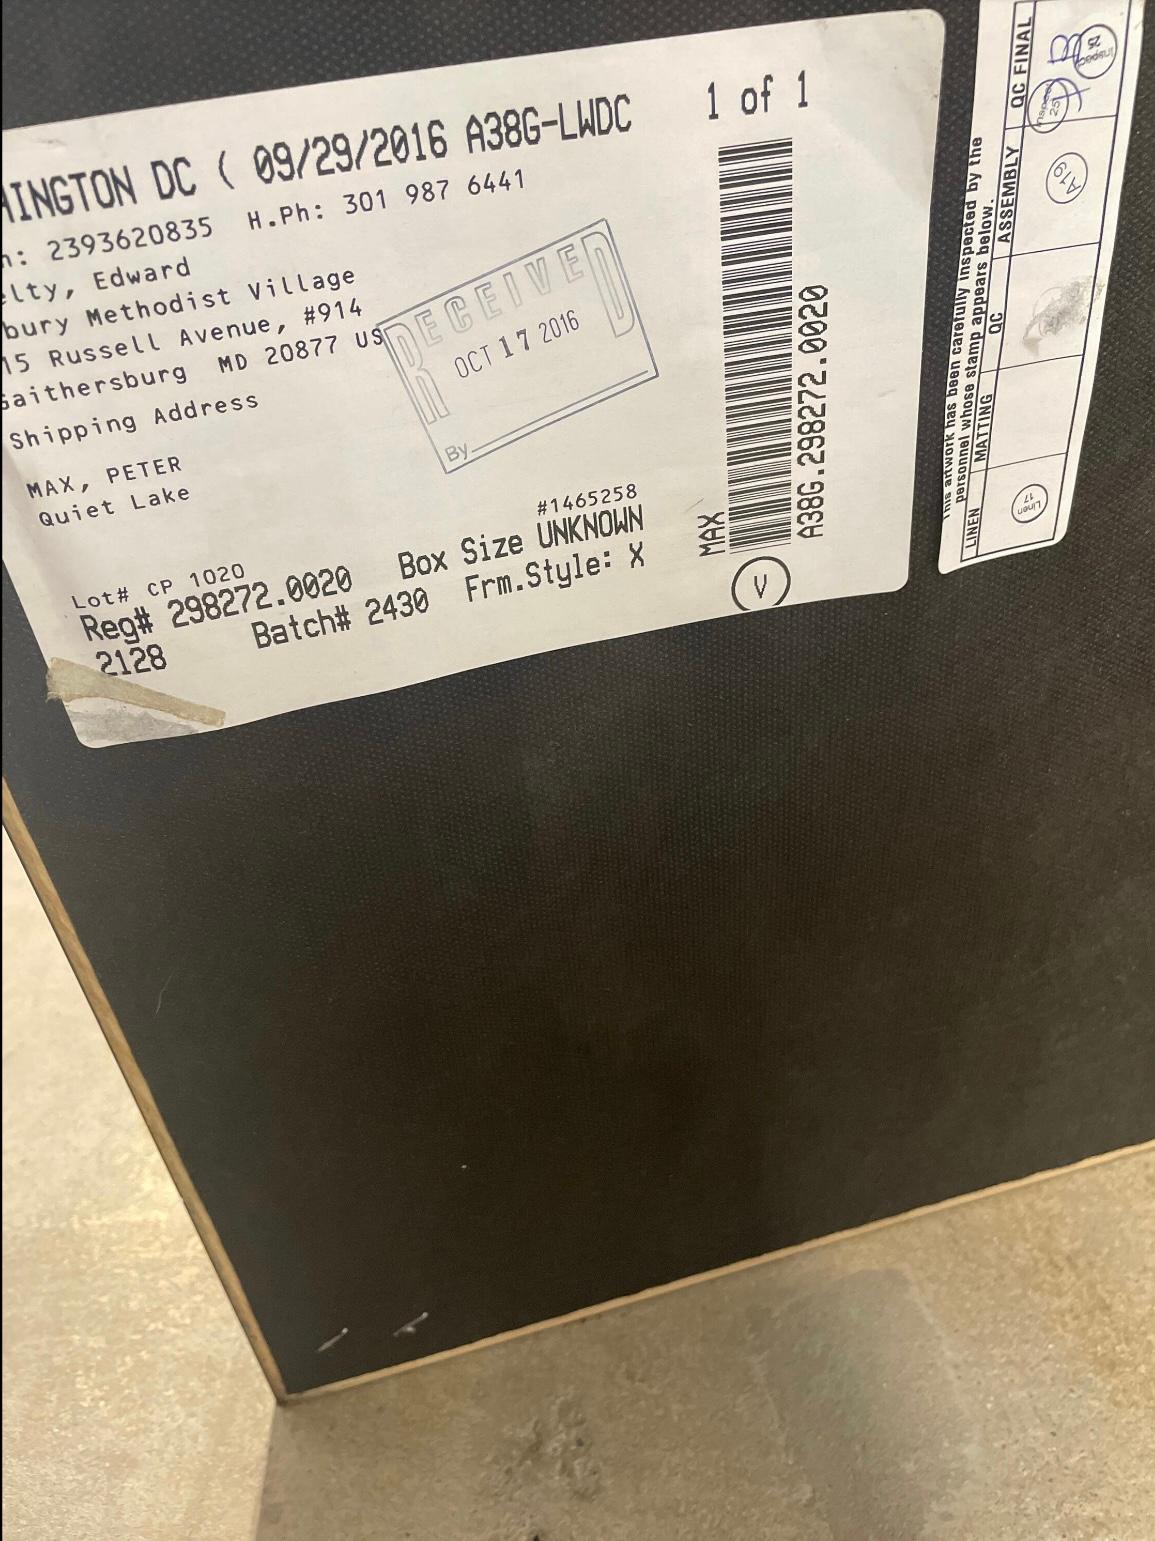 INGTON DC ( 09/29/2016 A38G-LWDC 1 of 1
: 2393620835 H.Ph: 301 987 6441
lty, Edward
bury Methodist Village
15 Russell Avenue, #914
aithersburg MD 20877 US
Shipping Address
MAX, PETER
Quiet Lake
RECEIVED
OCT 17 2016
By
#1465258
Lot# CP 1020
Reg# 298272.0020 Box Size UNKNOWN
2128 Batch# 2430 Frm.Style: X
MAX
A38G.298272.0020
V
This artwork has been carefully inspected by the
personnel whose stamp appears below.
LINEN MATTING QC ASSEMBLY QC FINAL
Linen
17
A19
Inspec
25
Inspec